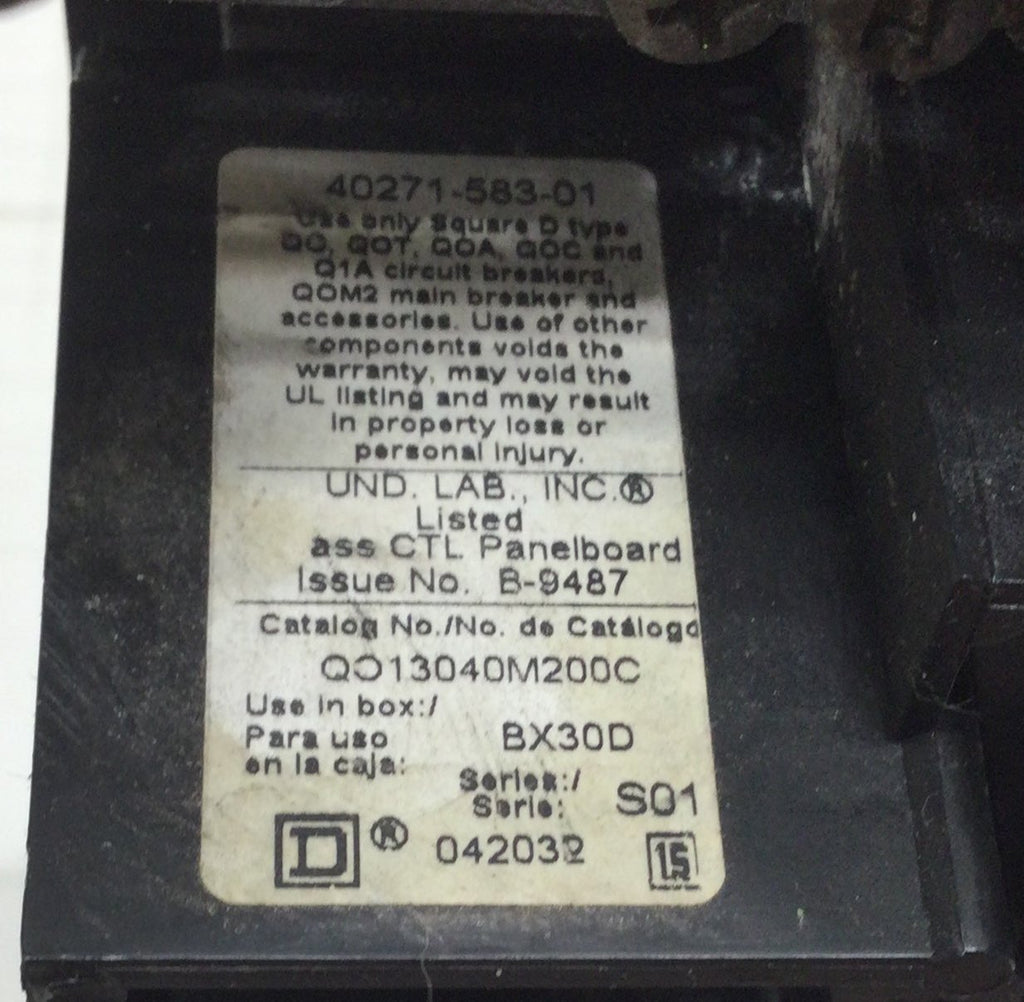 40271-583-01
Use only Square D type
QO, QOT, QOA, QOC and
Q1A circuit breakers,
QOM2 main breaker and
accessories. Use of other
components voids the
warranty, may void the
UL listing and may result
in property loss or
personal injury.
UND. LAB., INC.®
Listed
ass CTL Panelboard
Issue No. B-9487
Catalog No./No. de Catálogo
QO13040M200C
Use in box:/
Para uso BX30D
en la caja:
Series:/
Serie: S01
D ® 042032 15